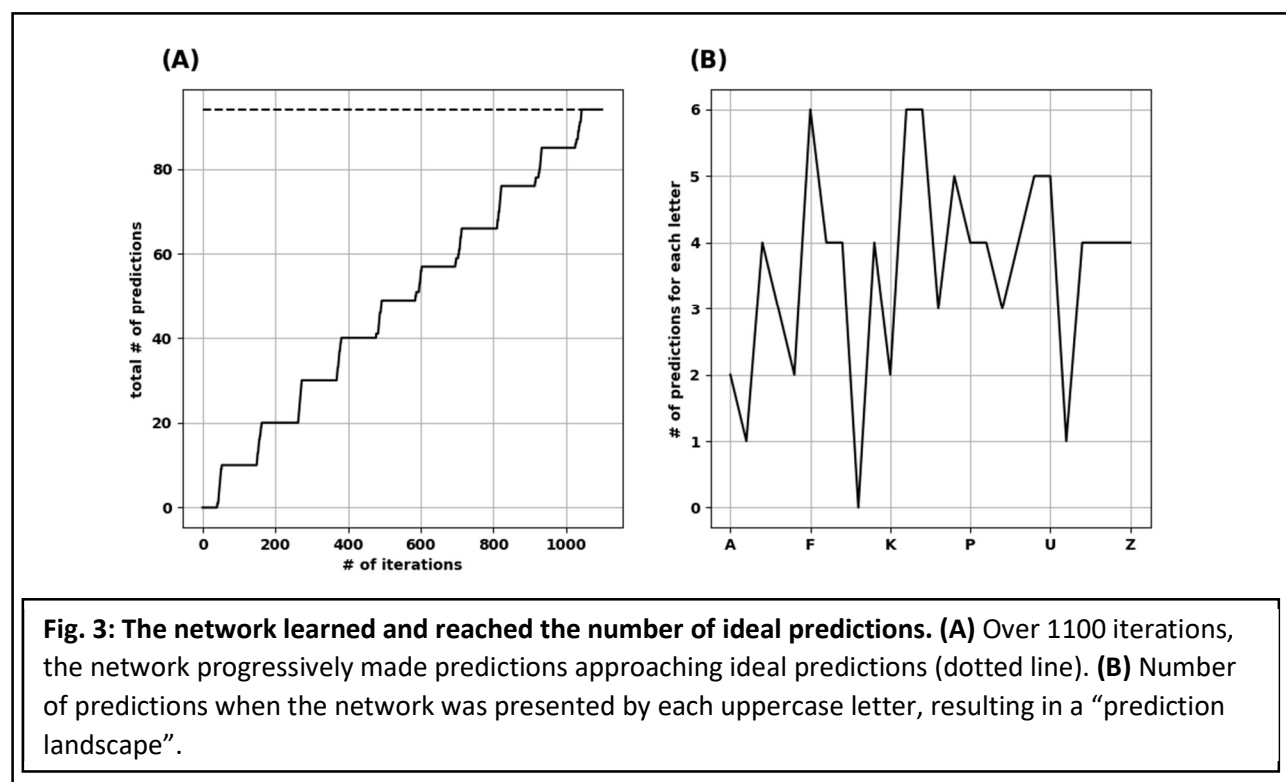 (A)
(B)
80
60
40
20
0
total # of predictions
0 200 400 600 800 1000
# of iterations
6
5
4
3
2
1
0
# of predictions for each letter
A F K P U Z
Fig. 3: The network learned and reached the number of ideal predictions. (A) Over 1100 iterations,
the network progressively made predictions approaching ideal predictions (dotted line). (B) Number
of predictions when the network was presented by each uppercase letter, resulting in a “prediction
landscape”.